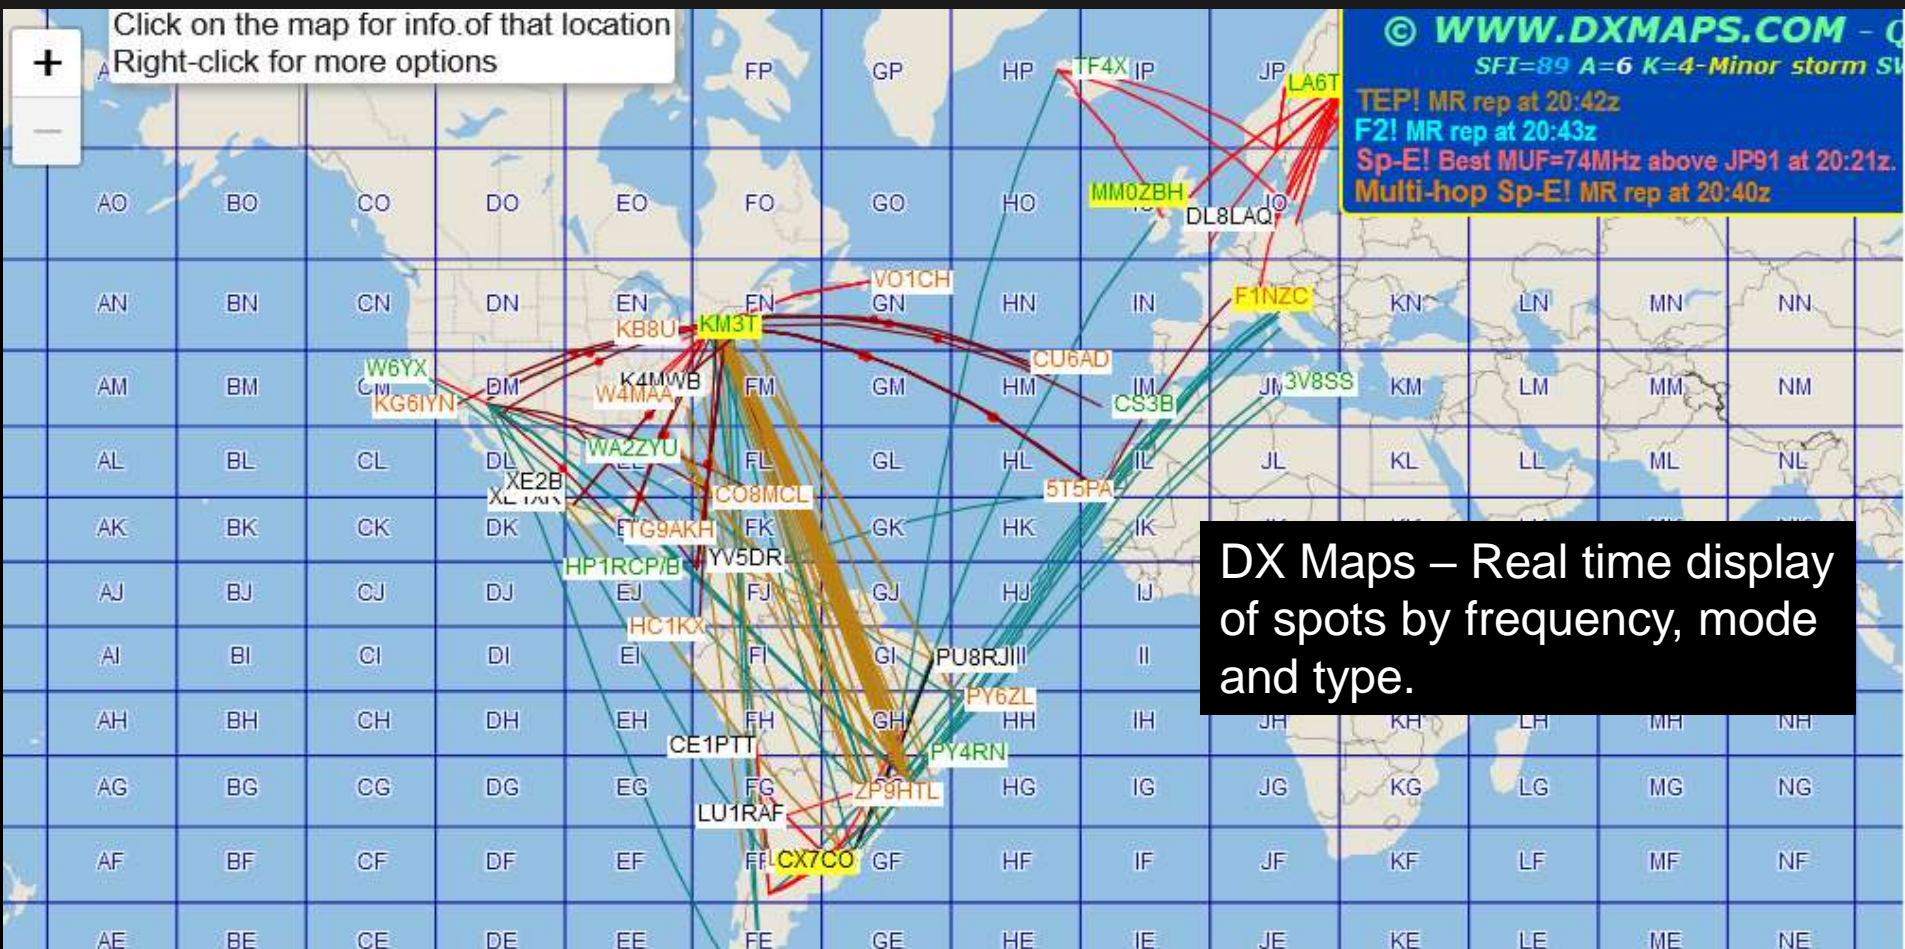 Click on the map for info.of that location
Right-click for more options
+
−
© WWW.DXMAPS.COM - Q
SFI=89 A=6 K=4-Minor storm
TEP! MR rep at 20:42z
F2! MR rep at 20:43z
Sp-E! Best MUF=74MHz above JP91 at 20:21z.
Multi-hop Sp-E! MR rep at 20:40z
A FP GP HP TF4X IP JP LA6T
AO BO CO DO EO FO GO HO MM0ZBH DL8LAQ JO
AN BN CN DN EN FN VO1CH GN HN IN F1NZC KN LN MN NN
KB8U KM3T
CU6AD
W6YX
AM BM CM DM K4MWB FM GM HM IM JM 3V8SS KM LM MM NM
KG6IYN W4MAA CS3B
WA2ZYU
AL BL CL DL FL GL HL IL JL KL LL ML NL
XE2B
CO8MCL 5T5PA
AK BK CK DK TG9AKH FK GK HK IK
YV5DR
HP1RCP/B
AJ BJ CJ DJ EJ FJ GJ HJ IJ
HC1KX
AI BI CI DI EI FI GI PU8RJI II
PY6ZL
AH BH CH DH EH FH GH HH IH JH KH LH MH NH
CE1PTT PY4RN
AG BG CG DG EG FG ZP9HTL HG IG JG KG LG MG NG
LU1RAF
AF BF CF DF EF CX7CO GF HF IF JF KF LF MF NF
AE BE CE DE EE FE GE HE IE JE KE LE ME NE
DX Maps – Real time display
of spots by frequency, mode
and type.